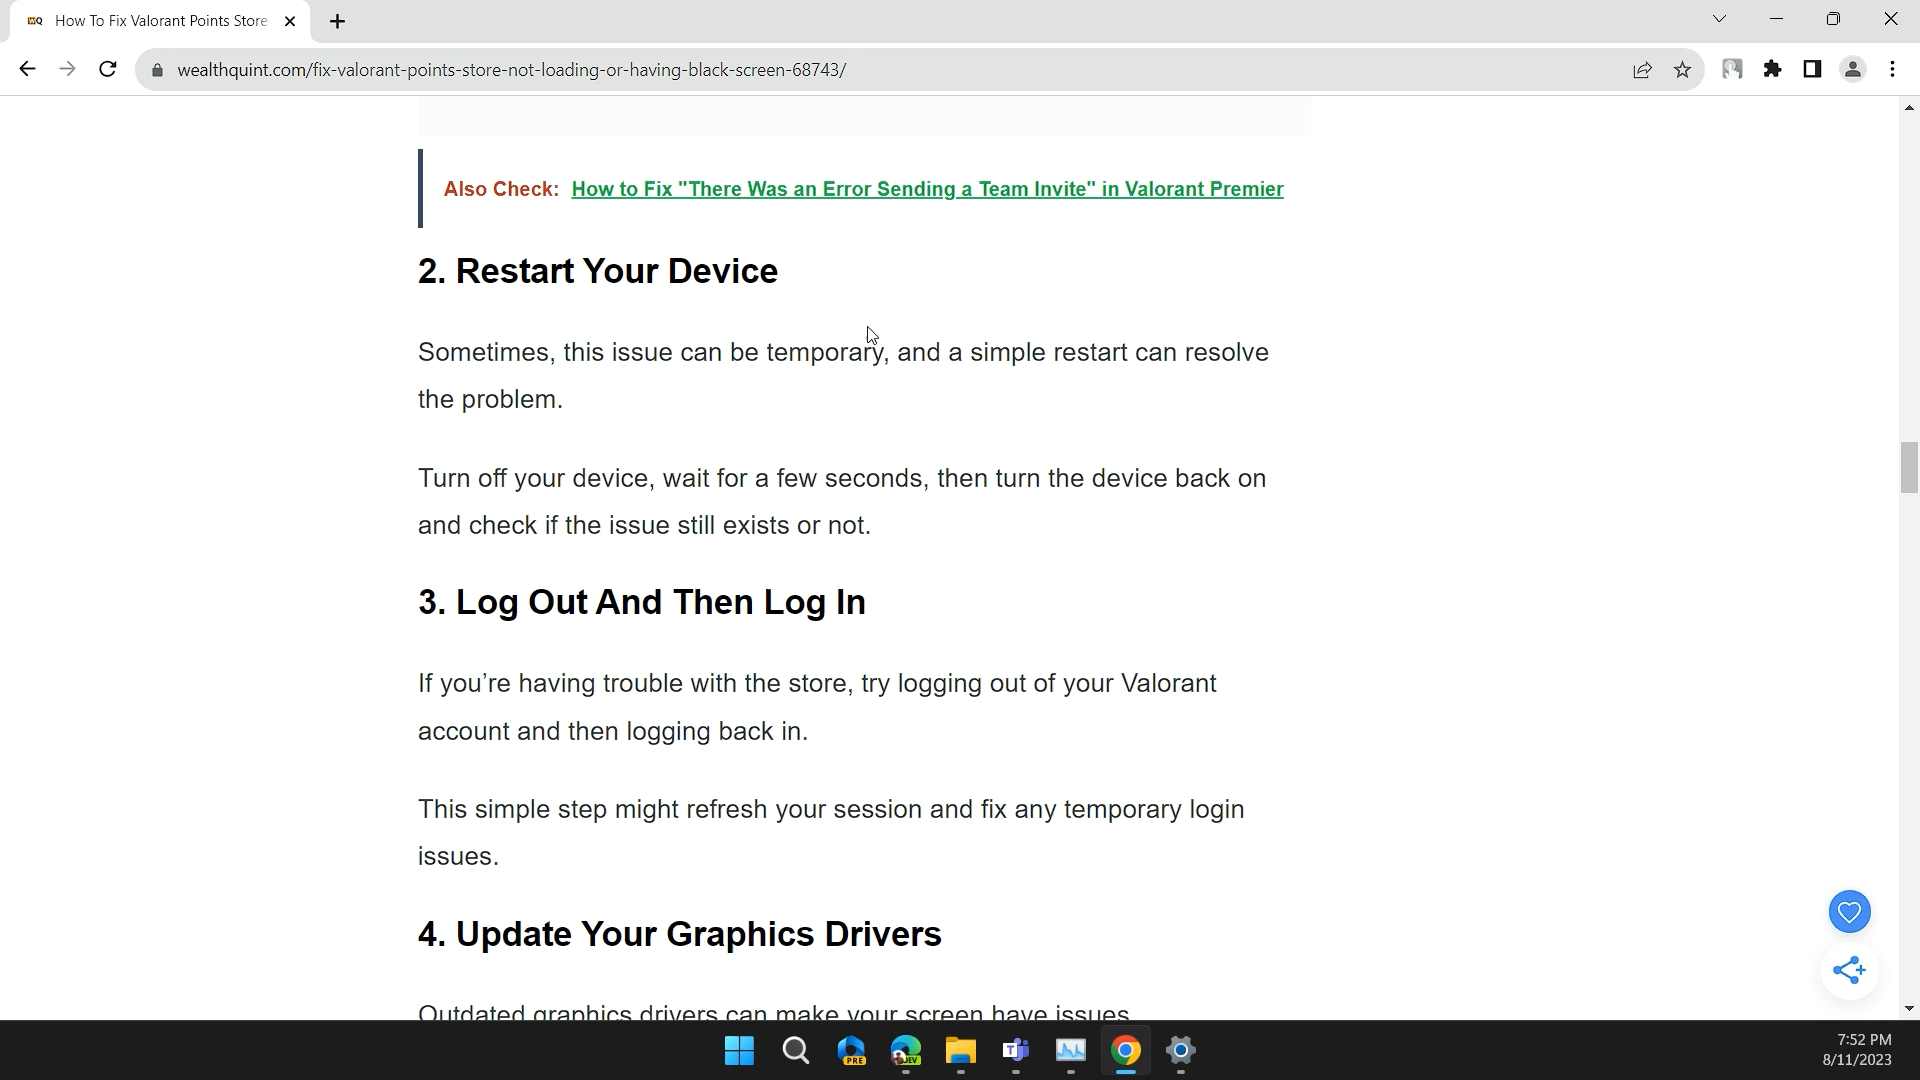 How To Fix Valorant Points Store
wealthquint.com/fix-valorant-points-store-not-loading-or-having-black-screen-68743/
Also Check: How to Fix "There Was an Error Sending a Team Invite" in Valorant Premier
2. Restart Your Device
Sometimes, this issue can be temporary, and a simple restart can resolve
the problem.
Turn off your device, wait for a few seconds, then turn the device back on
and check if the issue still exists or not.
3. Log Out And Then Log In
If you’re having trouble with the store, try logging out of your Valorant
account and then logging back in.
This simple step might refresh your session and fix any temporary login
issues.
4. Update Your Graphics Drivers
Outdated graphics drivers can make your screen have issues.
PRE
DEV
7:52 PM
8/11/2023